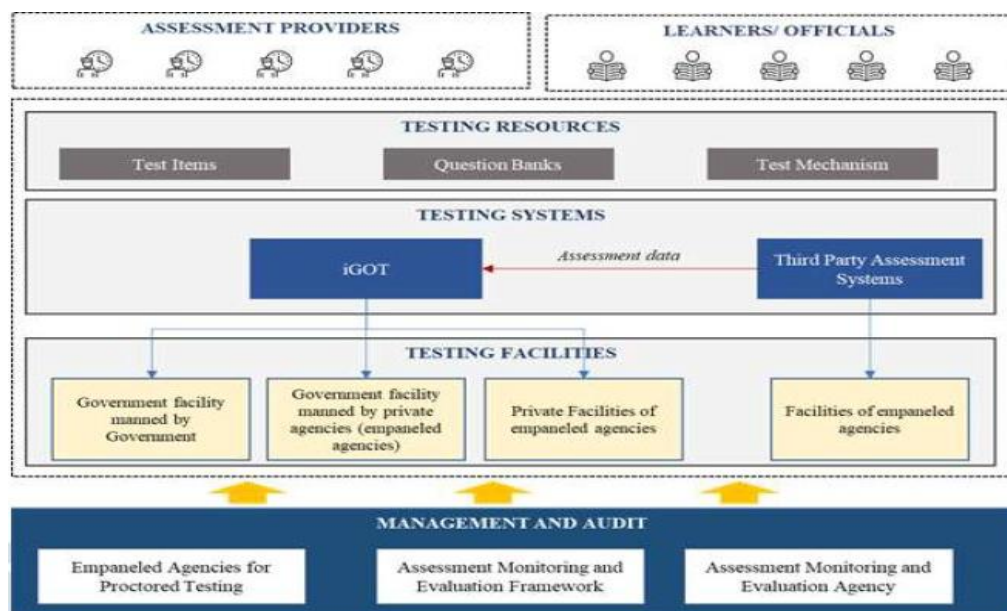 ASSESSMENT PROVIDERS
LEARNERS/ OFFICIALS
TESTING RESOURCES
Test Items
Question Banks
Test Mechanism
TESTING SYSTEMS
iGOT
Assessment data
Third Party Assessment
Systems
TESTING FACILITIES
Government facility
manned by
Government
Government facility
manned by private
agencies (empaneled
agencies)
Private Facilities of
empaneled agencies
Facilities of empaneled
agencies
MANAGEMENT AND AUDIT
Empaneled Agencies for
Proctored Testing
Assessment Monitoring and
Evaluation Framework
Assessment Monitoring and
Evaluation Agency